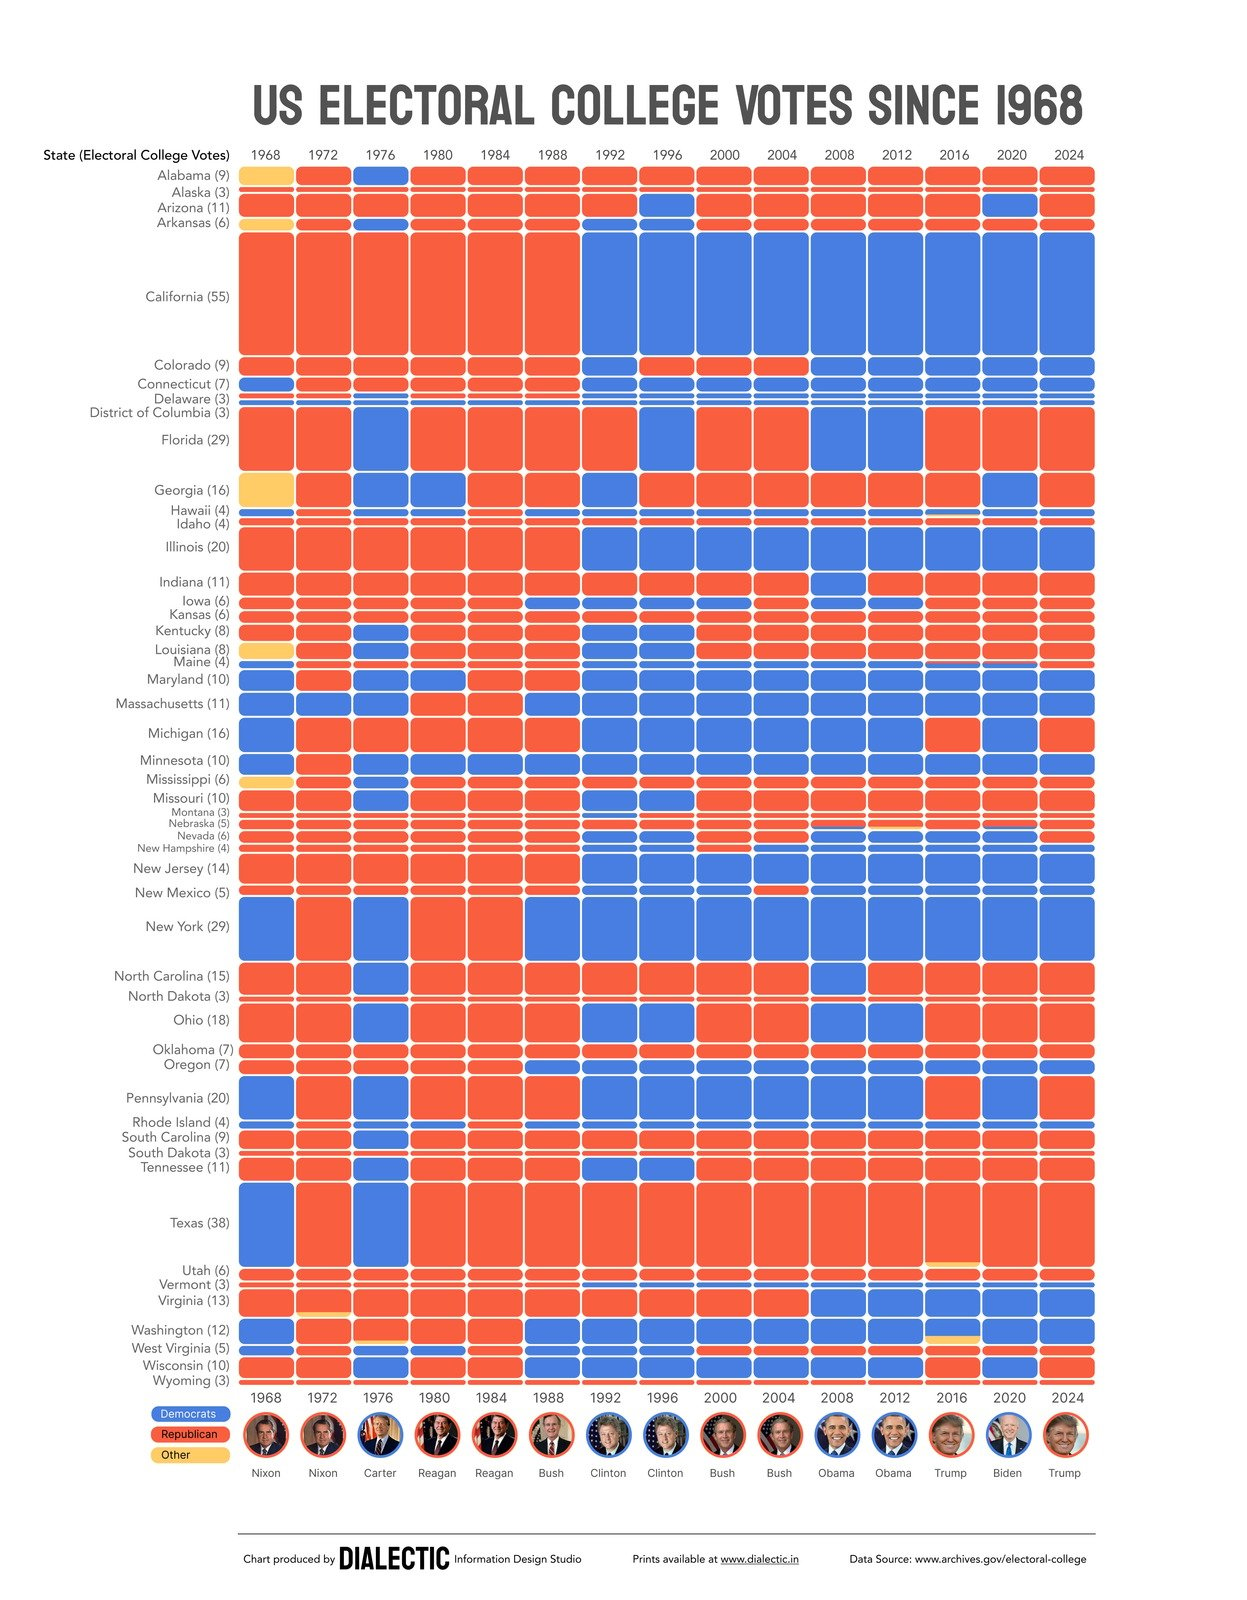 US ELECTORAL COLLEGE VOTES SINCE 1968
State (Electoral College Votes) 1968 1972 1976 1980 1984 1988 1992 1996 2000 2004 2008 2012 2016 2020 2024
Alabama (9)
Alaska (3)
Arizona (11)
Arkansas (6)
California (55)
Colorado (9)
Connecticut (7)
Delaware (3)
District of Columbia (3)
Florida (29)
Georgia (16)
Hawaii (4)
Idaho (4)
Illinois (20)
Indiana (11)
Iowa (6)
Kansas (6)
Kentucky (8)
Louisiana (8)
Maine (4)
Maryland (10)
Massachusetts (11)
Michigan (16)
Minnesota (10)
Mississippi (6)
Missouri (10)
Montana (3)
Nebraska (5)
Nevada (6)
New Hampshire (4)
New Jersey (14)
New Mexico (5)
New York (29)
North Carolina (15)
North Dakota (3)
Ohio (18)
Oklahoma (7)
Oregon (7)
Pennsylvania (20)
Rhode Island (4)
South Carolina (9)
South Dakota (3)
Tennessee (11)
Texas (38)
Utah (6)
Vermont (3)
Virginia (13)
Washington (12)
West Virginia (5)
Wisconsin (10)
Wyoming (3)
1968 1972 1976 1980 1984 1988 1992 1996 2000 2004 2008 2012 2016 2020 2024
Democrats
Republican
Other
Nixon Nixon Carter Reagan Reagan Bush Clinton Clinton Bush Bush Obama Obama Trump Biden Trump
Chart produced by DIALECTIC Information Design Studio Prints available at www.dialectic.in Data Source: www.archives.gov/electoral-college